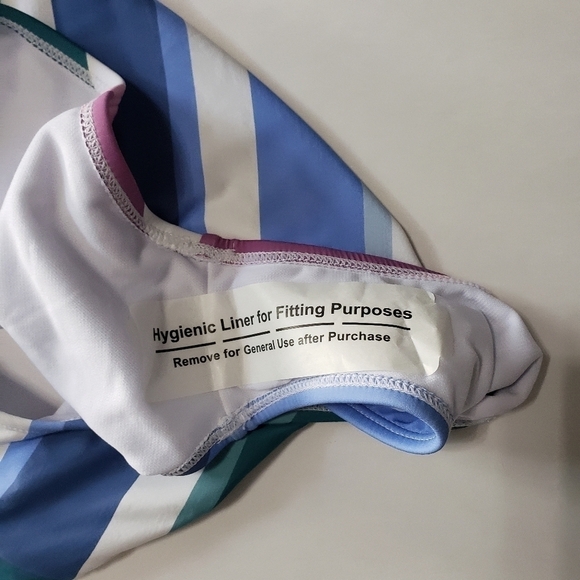 Hygienic Liner for Fitting Purposes
Remove for General Use after Purchase